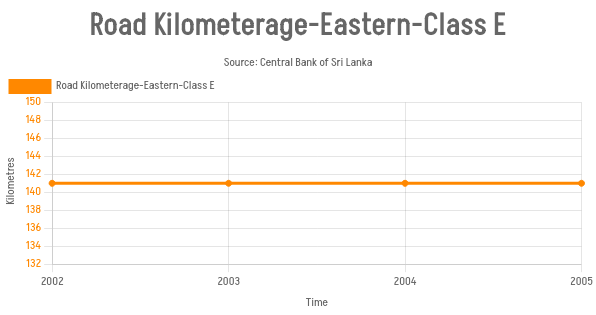 Road Kilometerage-Eastern-Class E
Source: Central Bank of Sri Lanka
Road Kilometerage-Eastern-Class E
150
148
146
144
142
140
138
136
134
132
Kilometres
2002 2003 2004 2005
Time